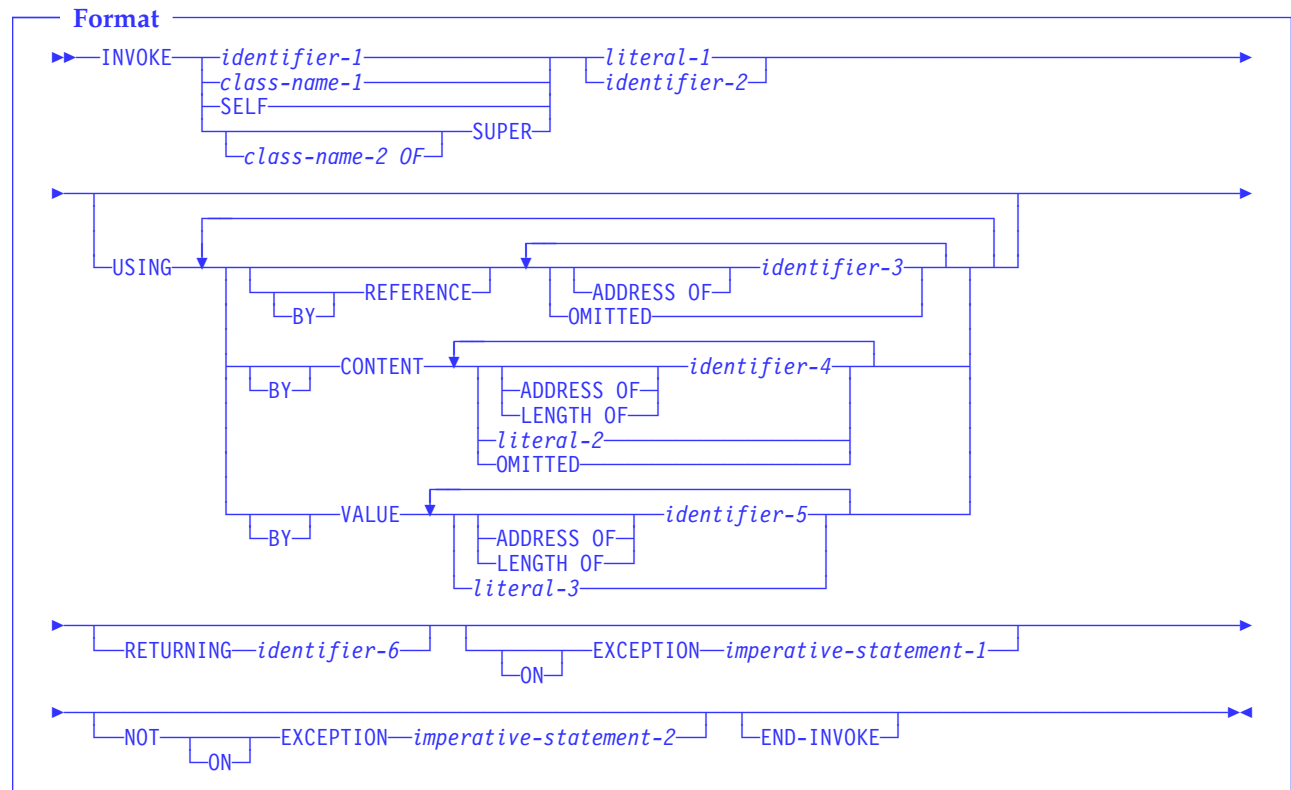 Format
INVOKE identifier-1 literal-1
class-name-1 identifier-2
SELF
SUPER
class-name-2 OF
USING identifier-3
REFERENCE ADDRESS OF
BY OMITTED
CONTENT identifier-4
BY ADDRESS OF
LENGTH OF
literal-2
OMITTED
VALUE identifier-5
BY ADDRESS OF
LENGTH OF
literal-3
RETURNING identifier-6 EXCEPTION imperative-statement-1
ON
NOT EXCEPTION imperative-statement-2 END-INVOKE
ON